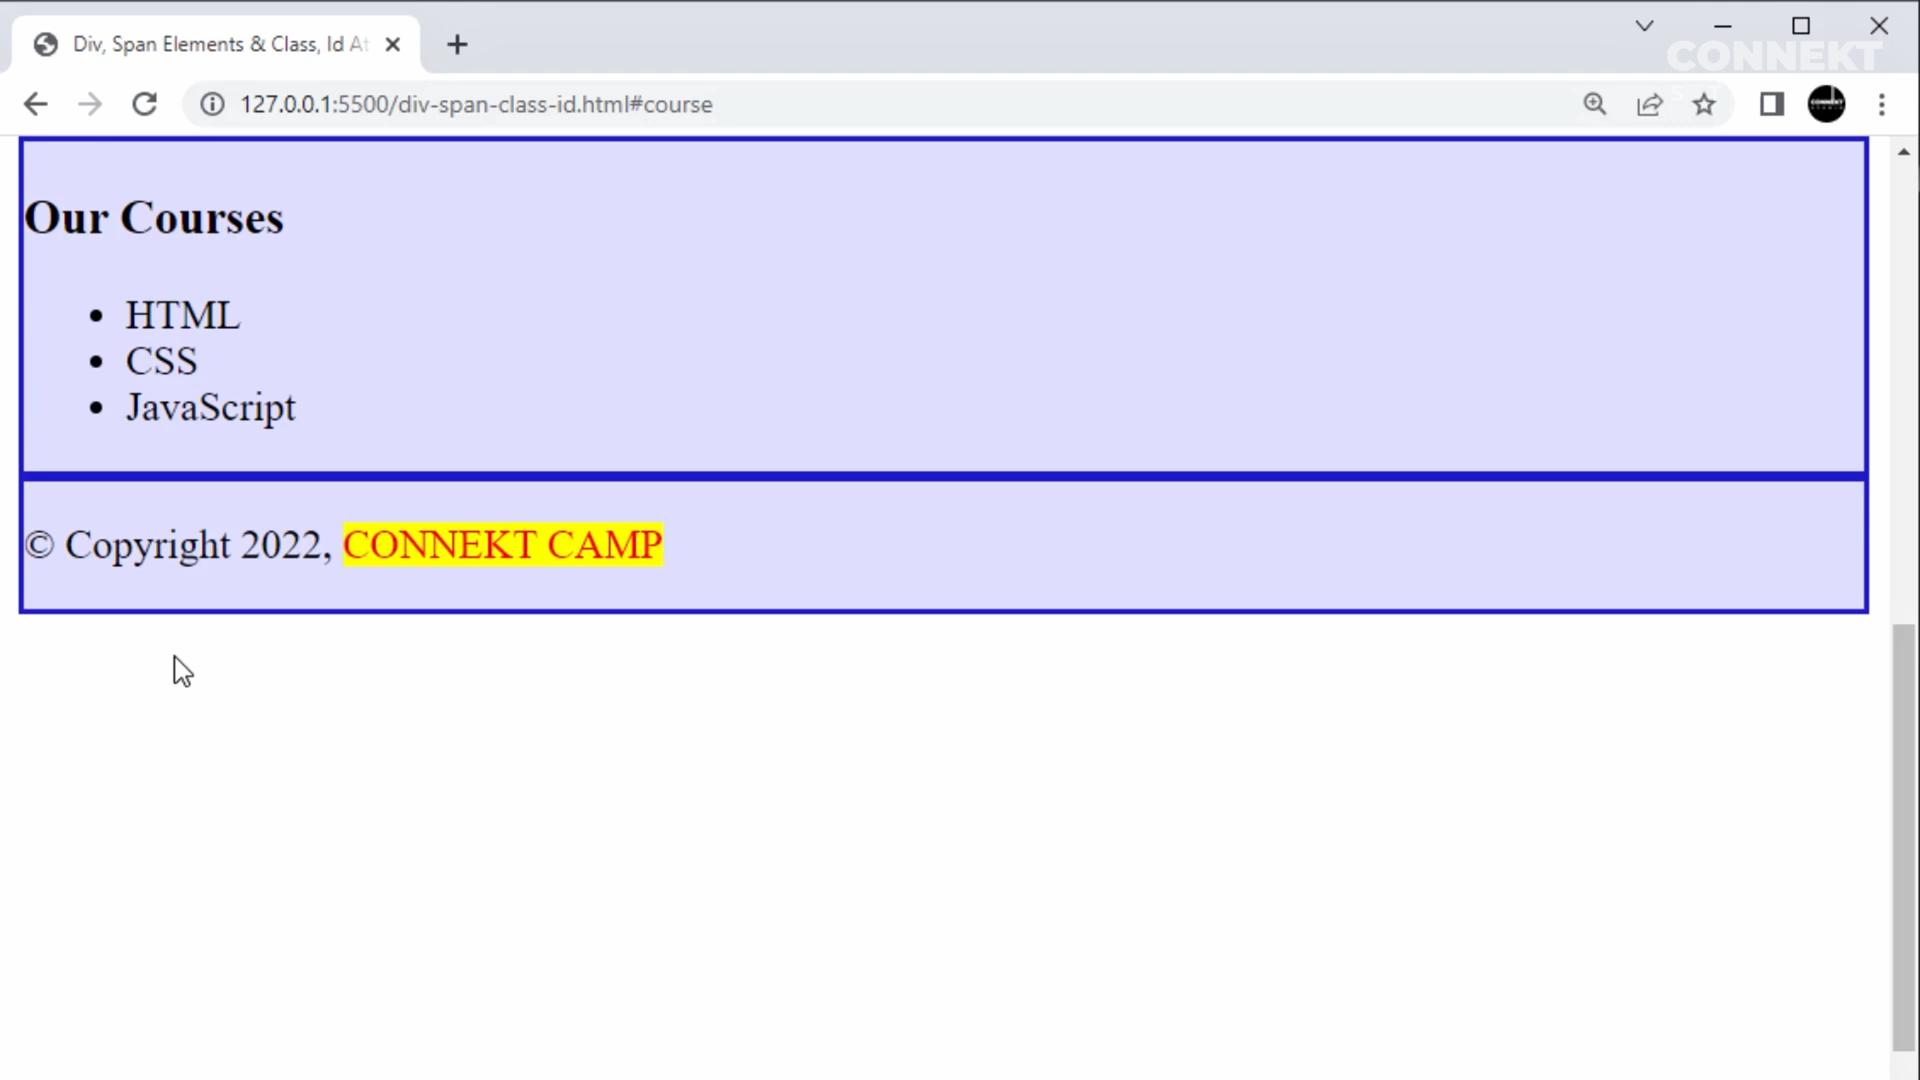 Div, Span Elements & Class, Id At
CONNEKT
127.0.0.1:5500/div-span-class-id.html#course
Our Courses
• HTML
• CSS
• JavaScript
© Copyright 2022, CONNEKT CAMP